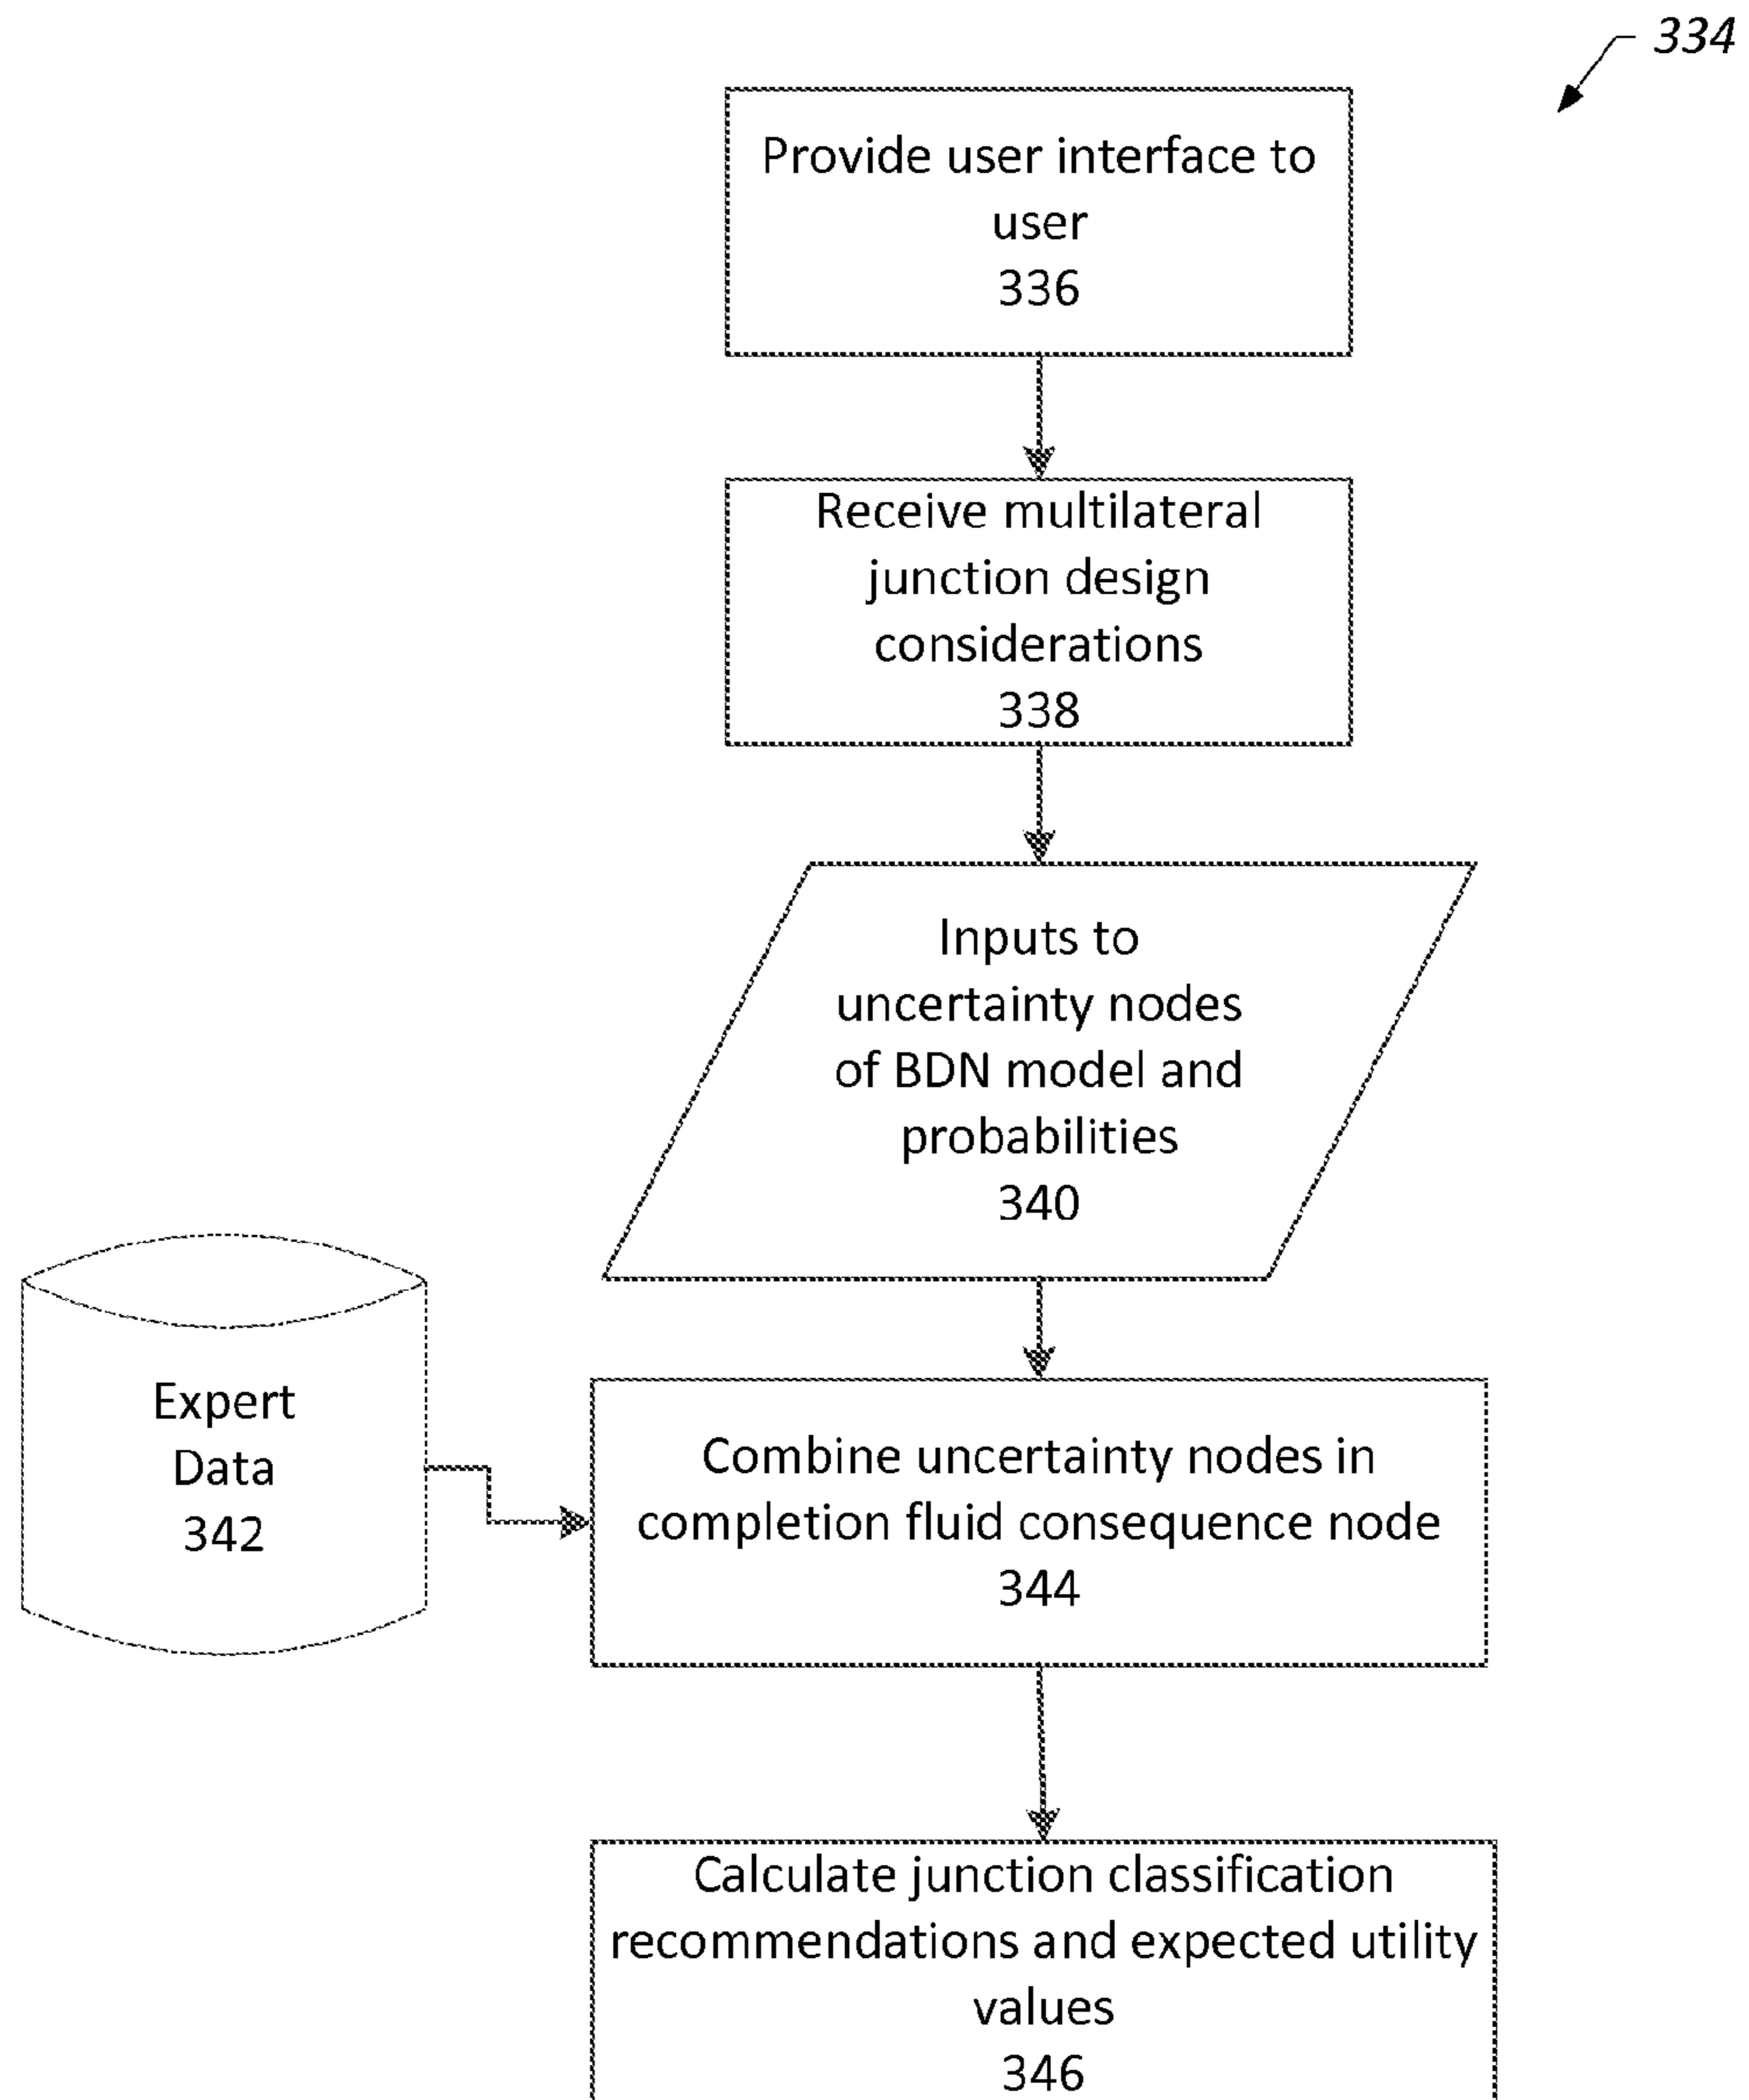 334
Provide user interface to
user
336
Receive multilateral
junction design
considerations
338
Inputs to
uncertainty nodes
of BDN model and
probabilities
340
Expert
Data
342
Combine uncertainty nodes in
completion fluid consequence node
344
Calculate junction classification
recommendations and expected utility
values
346